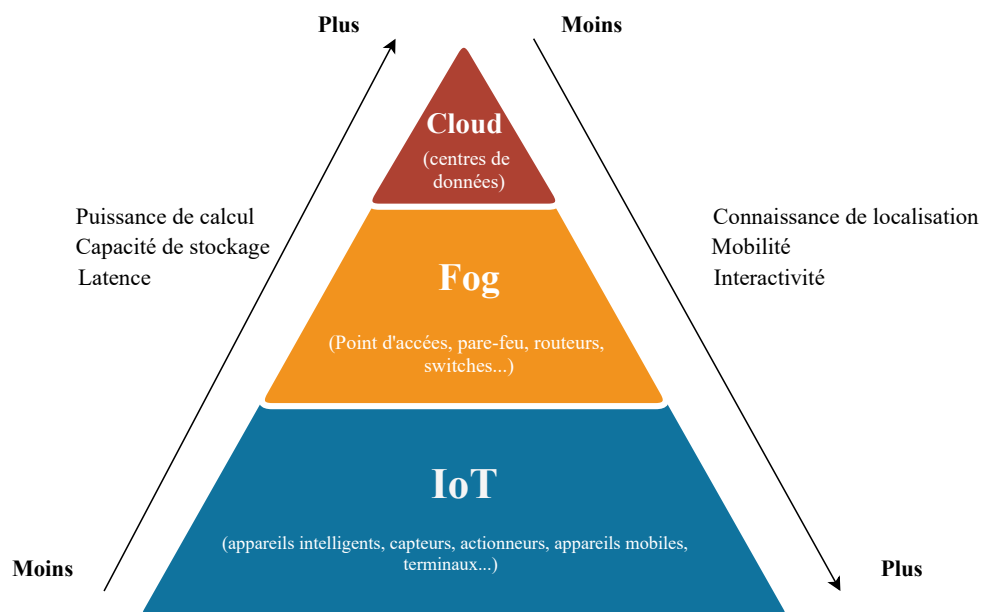 Plus
Moins
Cloud
(centres de
données)
Puissance de calcul
Capacité de stockage
Latence
Connaissance de localisation
Mobilité
Interactivité
Fog
(Point d'accées, pare-feu, routeurs,
switches...)
IoT
(appareils intelligents, capteurs, actionneurs, appareils mobiles,
terminaux...)
Moins
Plus